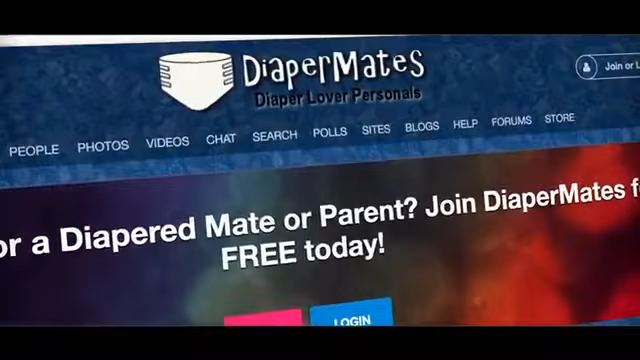 DiaperMates
Diaper Lover Personals
Join or L
PEOPLE PHOTOS VIDEOS CHAT SEARCH POLLS SITES BLOGS HELP FORUMS STORE
or a Diapered Mate or Parent? Join DiaperMates f
FREE today!
LOGIN